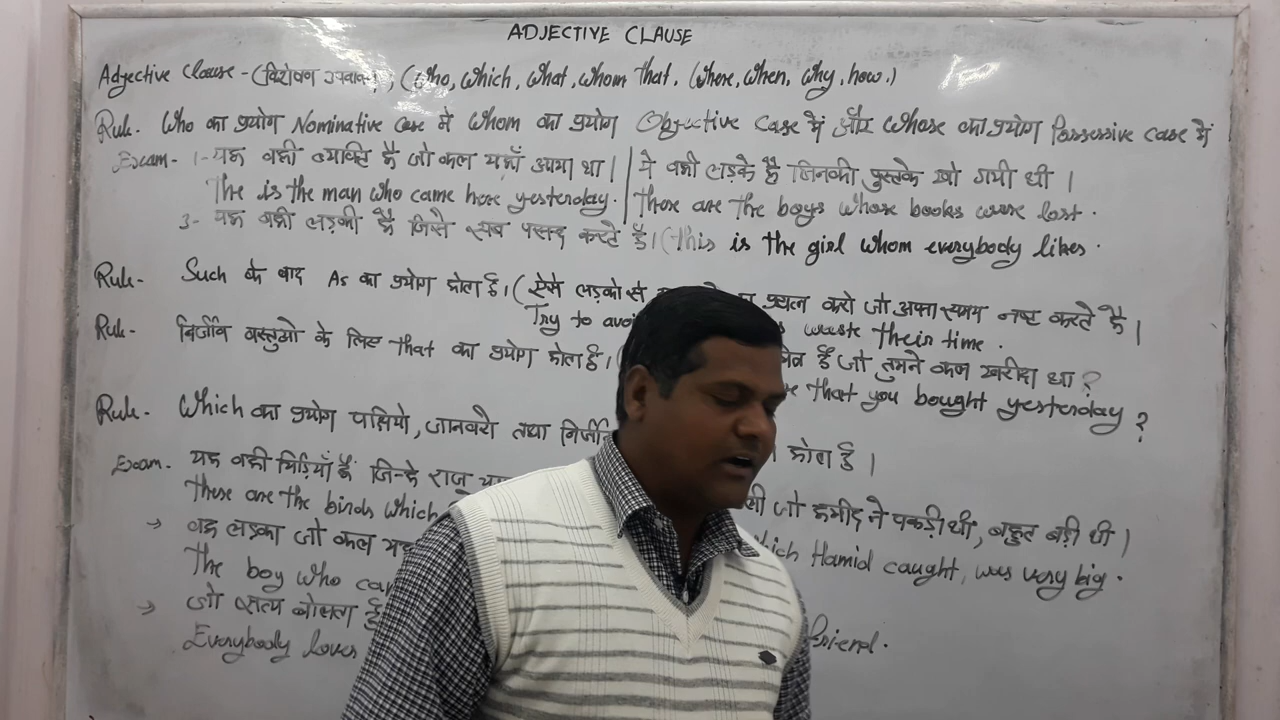 ADJECTIVE CLAUSE
Adjective Clause - (विशेषण उपवाक्य), (Who, Which, What, Whom that, (Where, When, Why, how.)
Rule- Who का प्रयोग Nominative Case में Whom का प्रयोग Objective Case में और Whose का प्रयोग Possessive Case में
Exam- 1- यह वही व्यक्ति है जो कल यहाँ आया था। ये वही लड़के है जिनकी पुस्तके खो गयी थी।
The is the man who came here yesterday. These are the boys whose books were lost.
3- यह वही लड़की है जिसे सब पसन्द करते है। (This is the girl whom everybody likes.
Rule- Such के बाद As का प्रयोग होता है। (ऐसे लड़को से प्रयत्न करो जो अपना समय नष्ट करते है।
Try to waste their time.
Rule- निर्जीव वस्तुओ के लिए that का प्रयोग होता है। है जो तुमने कल खरीदा था?
that you bought yesterday?
Rule- Which का प्रयोग पक्षियो, जानवरो तथा होता है।
Exam- यह वही चिड़ियाँ है जिन्हे राजू जो हमीद ने पकड़ी थी, बहुत बड़ी थी।
These are the birds which which Hamid caught, was very big.
→ वह लड़का जो कल
The boy who
→ जो सत्य बोलता है
Everybody loves friend.